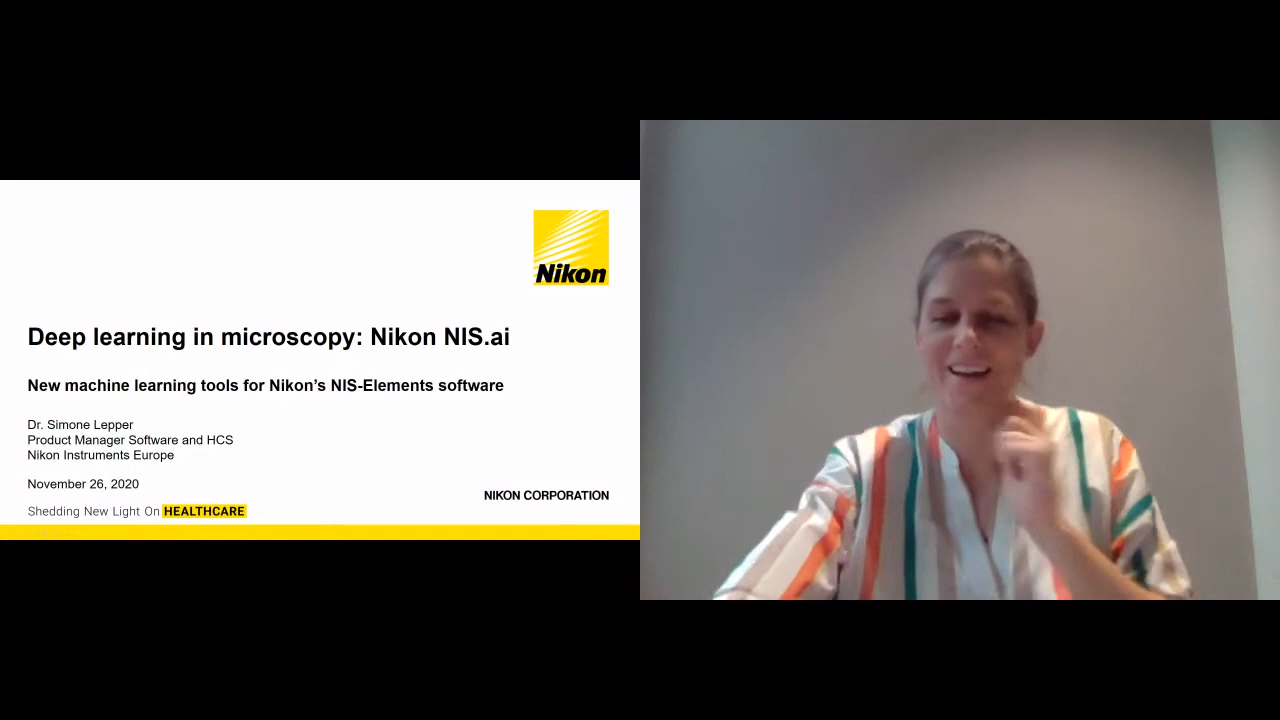 Nikon
Deep learning in microscopy: Nikon NIS.ai
New machine learning tools for Nikon’s NIS-Elements software
Dr. Simone Lepper
Product Manager Software and HCS
Nikon Instruments Europe
November 26, 2020
NIKON CORPORATION
Shedding New Light On HEALTHCARE